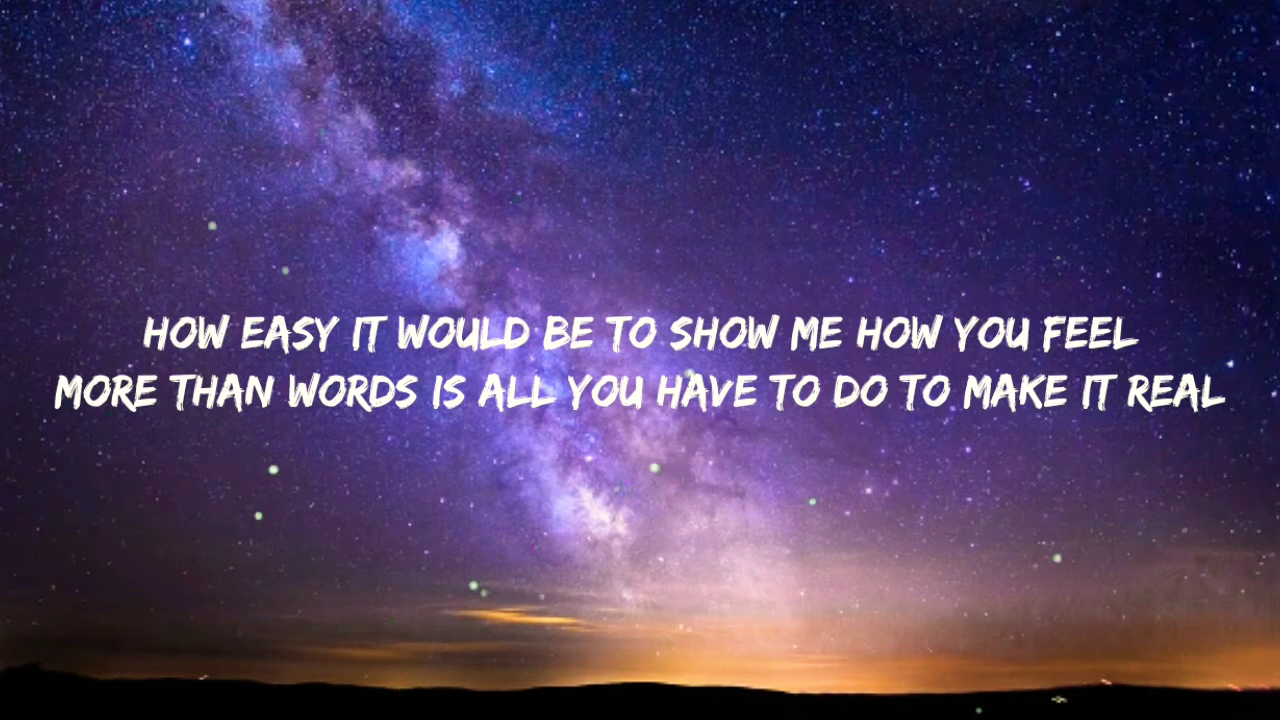 HOW EASY IT WOULD BE TO SHOW ME HOW YOU FEEL
MORE THAN WORDS IS ALL YOU HAVE TO DO TO MAKE IT REAL